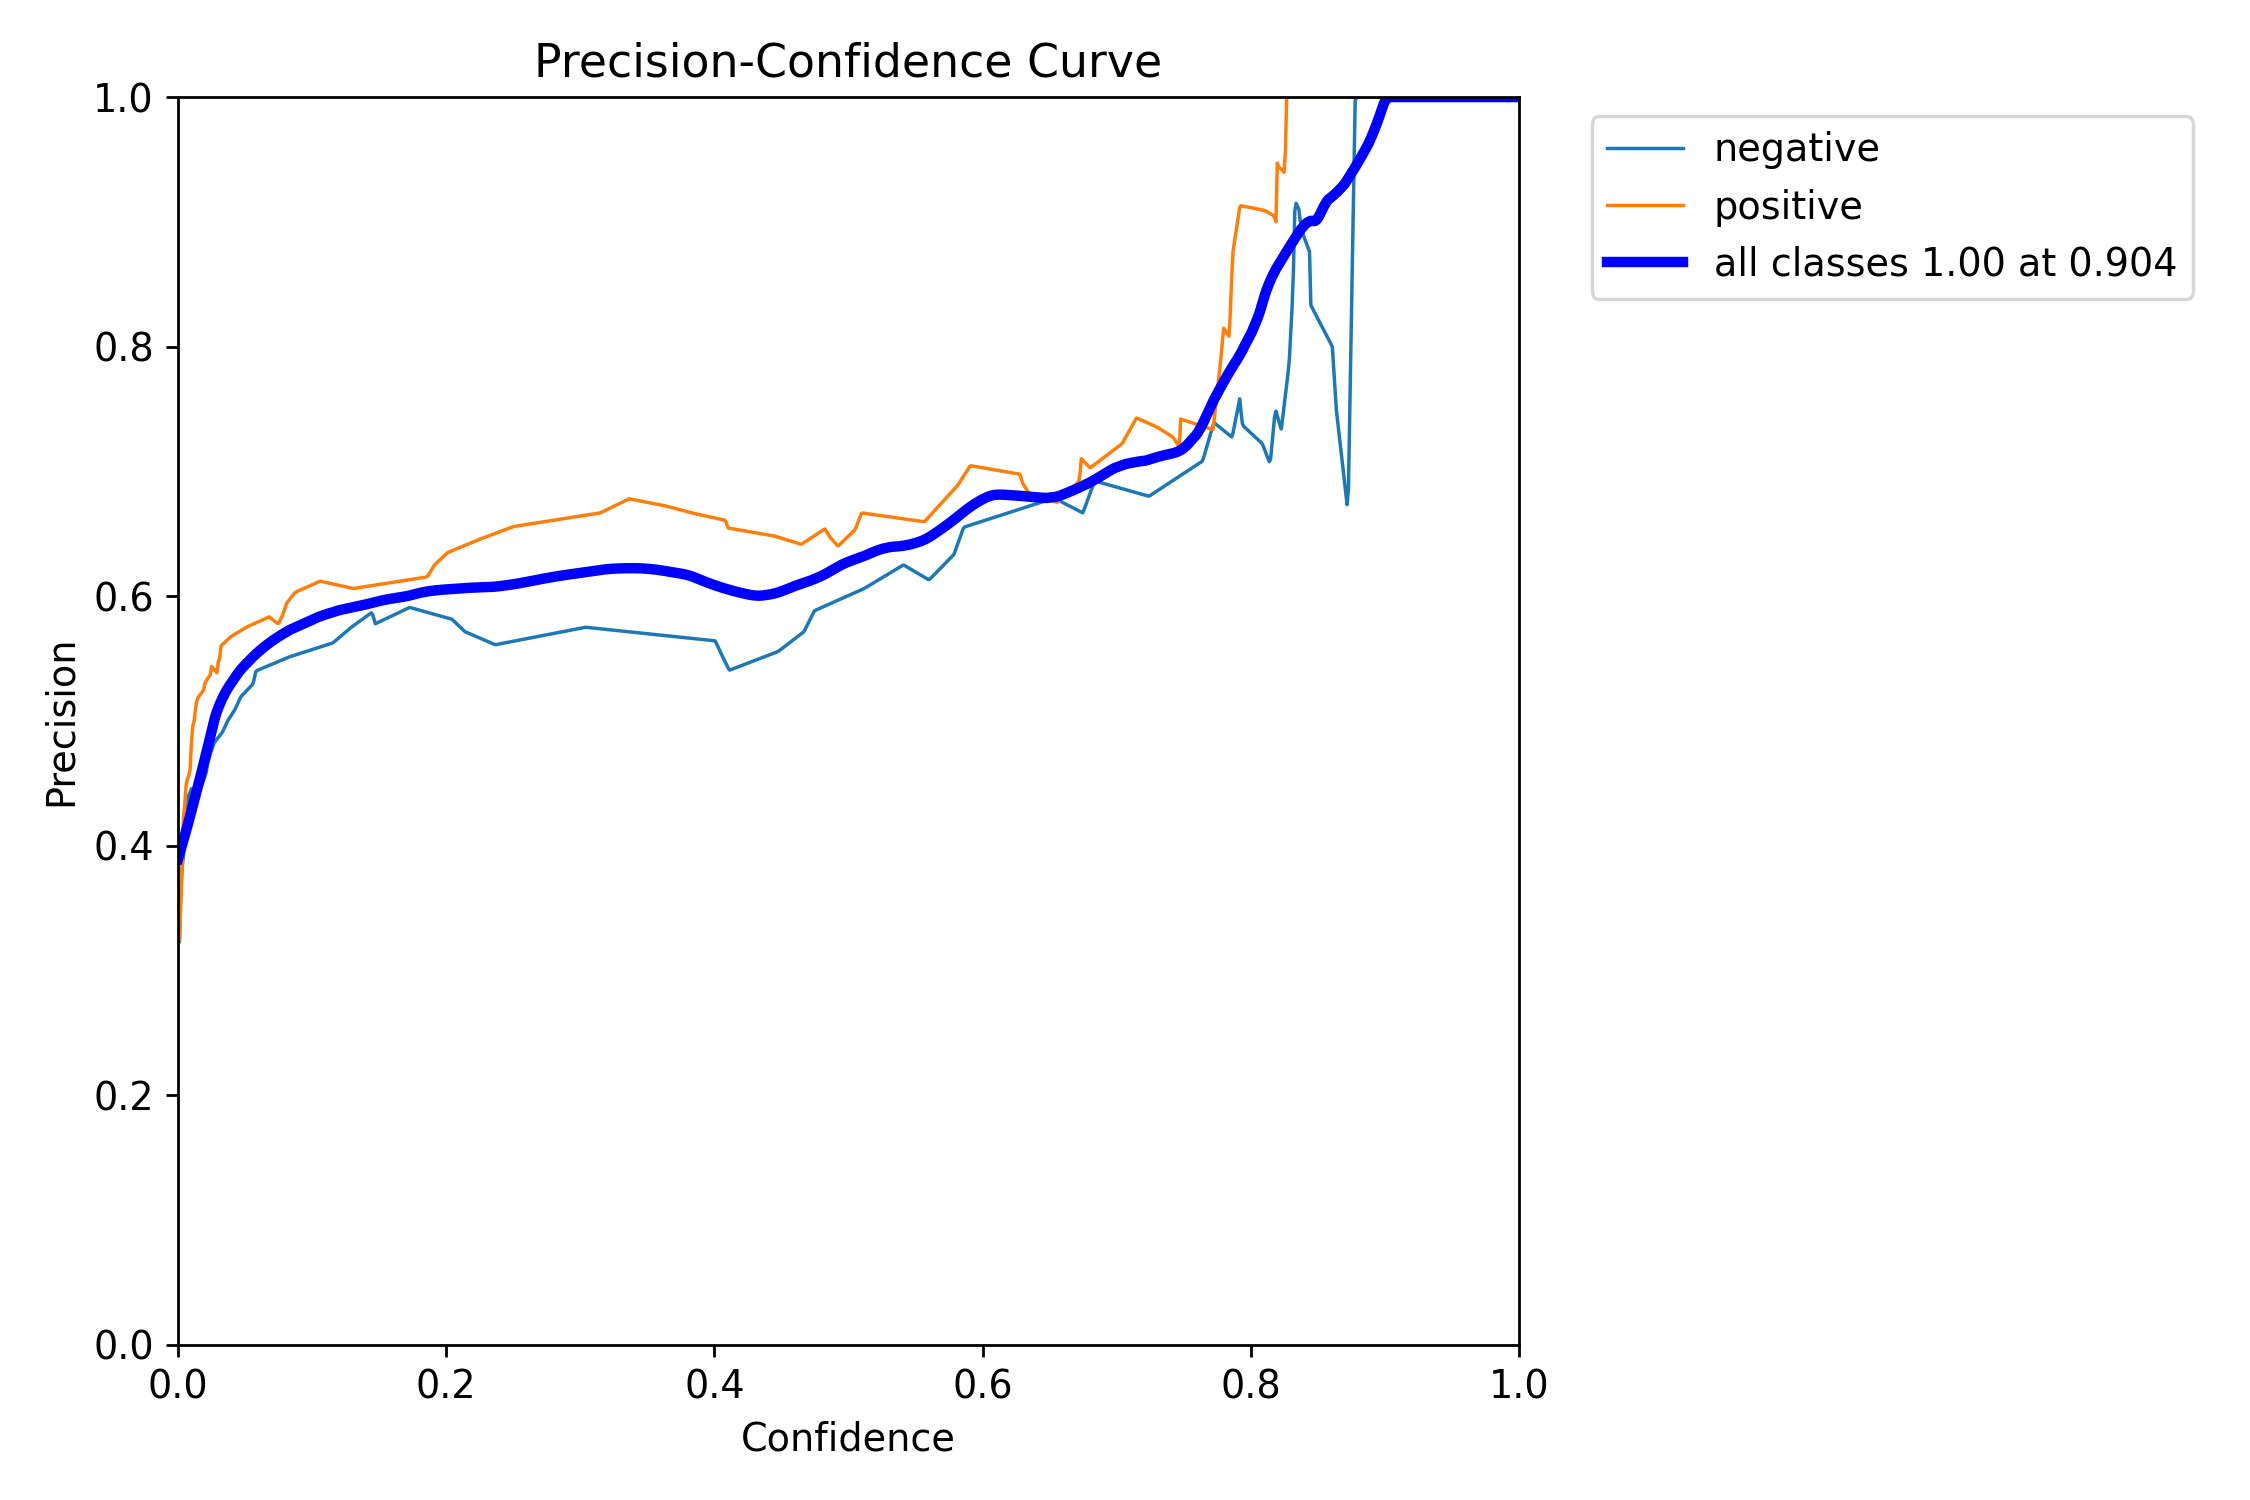 Precision-Confidence Curve
1.0
0.8
0.6
0.4
0.2
0.0
Precision
0.0 0.2 0.4 0.6 0.8 1.0
Confidence
negative
positive
all classes 1.00 at 0.904